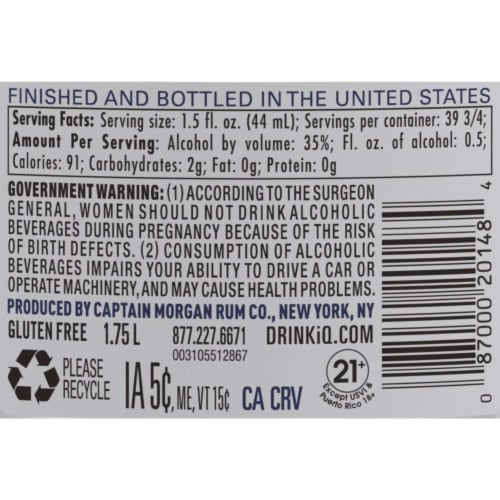 FINISHED AND BOTTLED IN THE UNITED STATES
Serving Facts: Serving size: 1.5 fl. oz. (44 mL); Servings per container: 39 3/4;
Amount Per Serving: Alcohol by volume: 35%; Fl. oz. of alcohol: 0.5;
Calories: 91; Carbohydrates: 2g; Fat: 0g; Protein: 0g
GOVERNMENT WARNING: (1) ACCORDING TO THE SURGEON
GENERAL, WOMEN SHOULD NOT DRINK ALCOHOLIC
BEVERAGES DURING PREGNANCY BECAUSE OF THE RISK
OF BIRTH DEFECTS. (2) CONSUMPTION OF ALCOHOLIC
BEVERAGES IMPAIRS YOUR ABILITY TO DRIVE A CAR OR
OPERATE MACHINERY, AND MAY CAUSE HEALTH PROBLEMS.
PRODUCED BY CAPTAIN MORGAN RUM CO., NEW YORK, NY
GLUTEN FREE 1.75 L 877.227.6671 DRINKiQ.COM
003105512867
PLEASE
RECYCLE
IA 5¢, ME, VT 15¢ CA CRV
21+
Except USVI &
Puerto Rico 18+
0 87000 20148 4